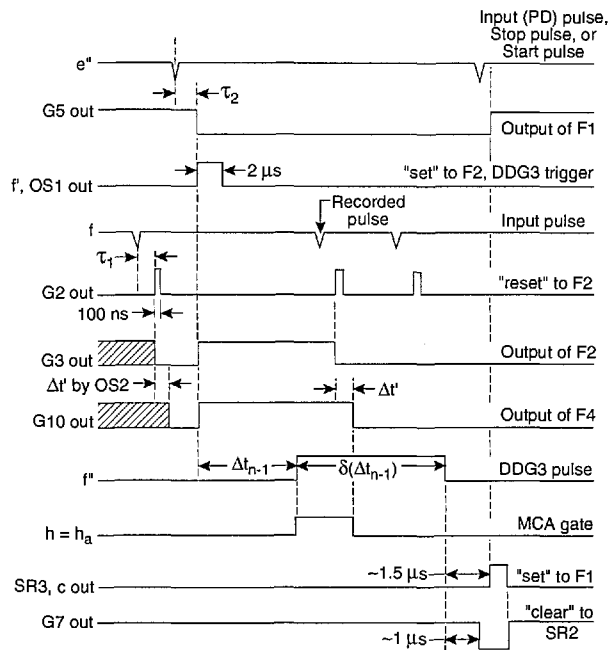 Input (PD) pulse,
Stop pulse, or
Start pulse
e"
τ2
G5 out
Output of F1
2 μs
f', OS1 out
"set" to F2, DDG3 trigger
Recorded
pulse
f
Input pulse
τ1
G2 out
"reset" to F2
100 ns
G3 out
Output of F2
Δt' by OS2
Δt'
G10 out
Output of F4
Δtn-1
δ(Δtn-1)
DDG3 pulse
f"
MCA gate
h = ha
~1.5 μs
"set" to F1
SR3, c out
"clear" to
SR2
G7 out
~1 μs